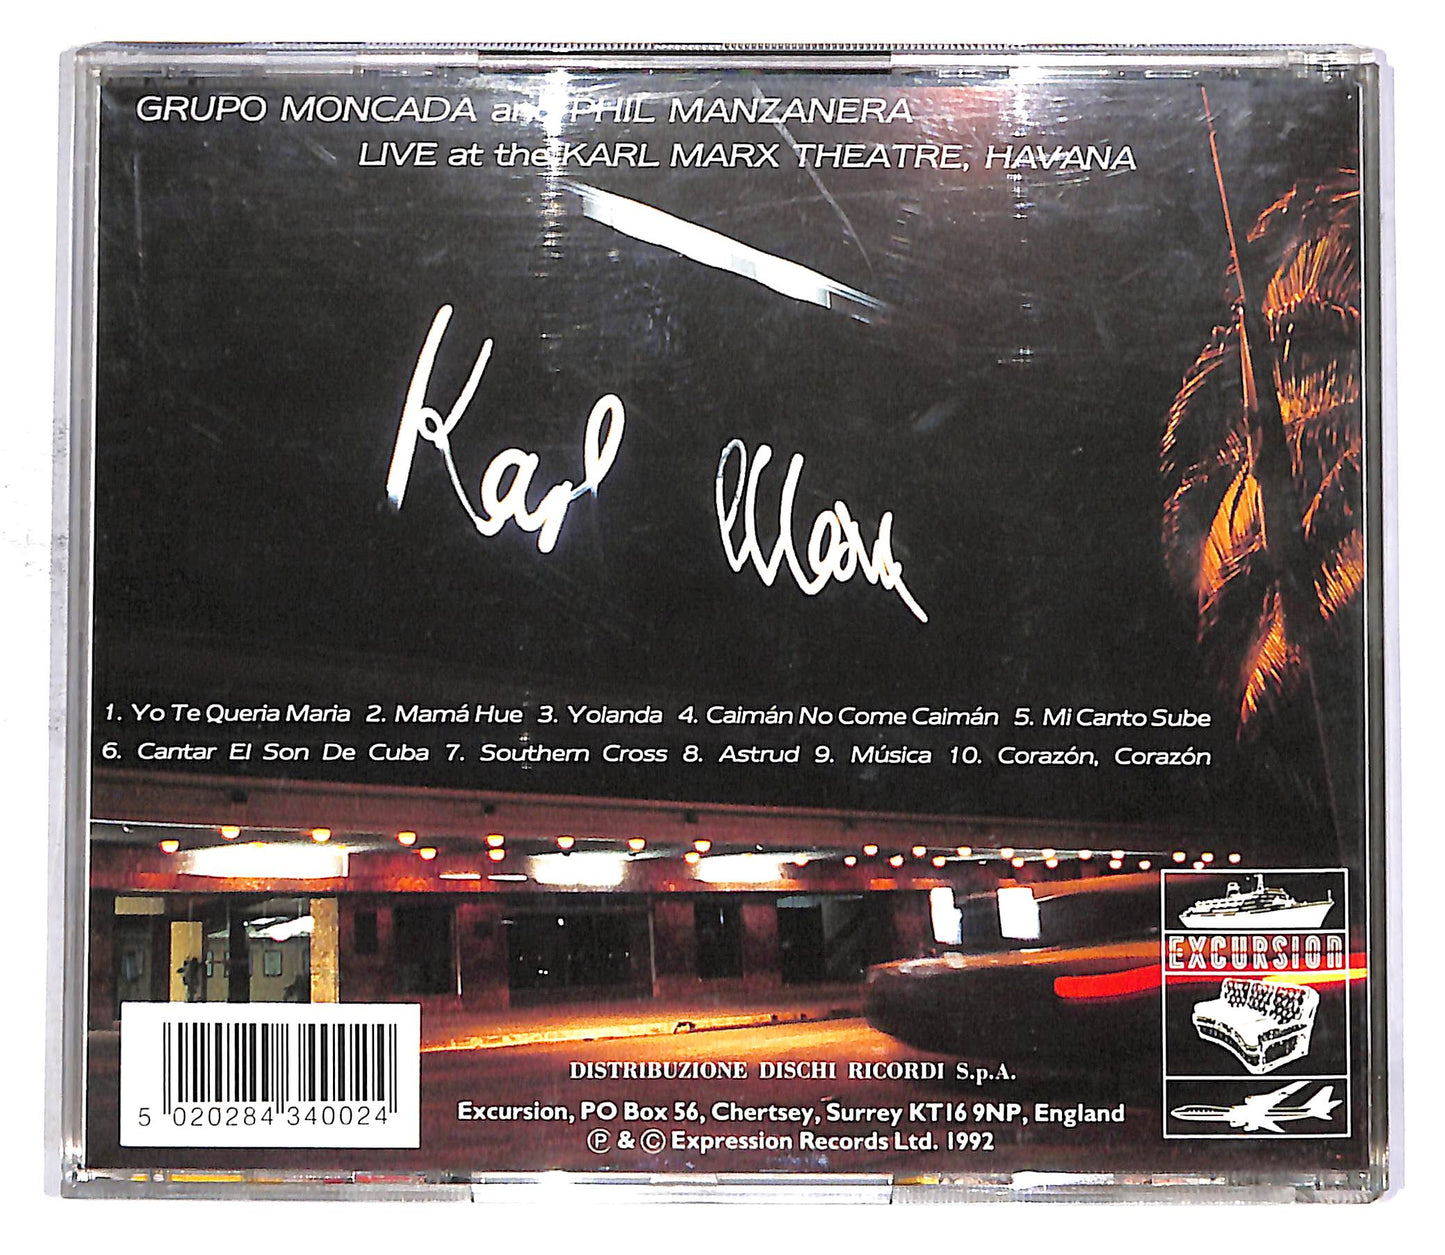 GRUPO MONCADA and PHIL MANZANERA
LIVE at the KARL MARX THEATRE, HAVANA
Karl Marx
1. Yo Te Queria Maria 2. Mamá Hue 3. Yolanda 4. Caimán No Come Caimán 5. Mi Canto Sube
6. Cantar El Son De Cuba 7. Southern Cross 8. Astrud 9. Música 10. Corazón, Corazón
EXCURSION
5 020284 340024
DISTRIBUZIONE DISCHI RICORDI S.p.A.
Excursion, PO Box 56, Chertsey, Surrey KT16 9NP, England
℗ & © Expression Records Ltd. 1992